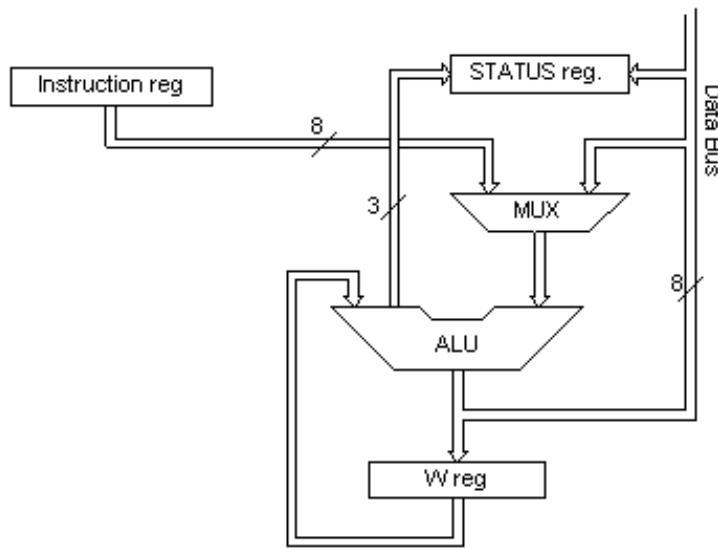 STATUS reg.
Instruction reg
Data Bus
8
3
MUX
8
ALU
W reg